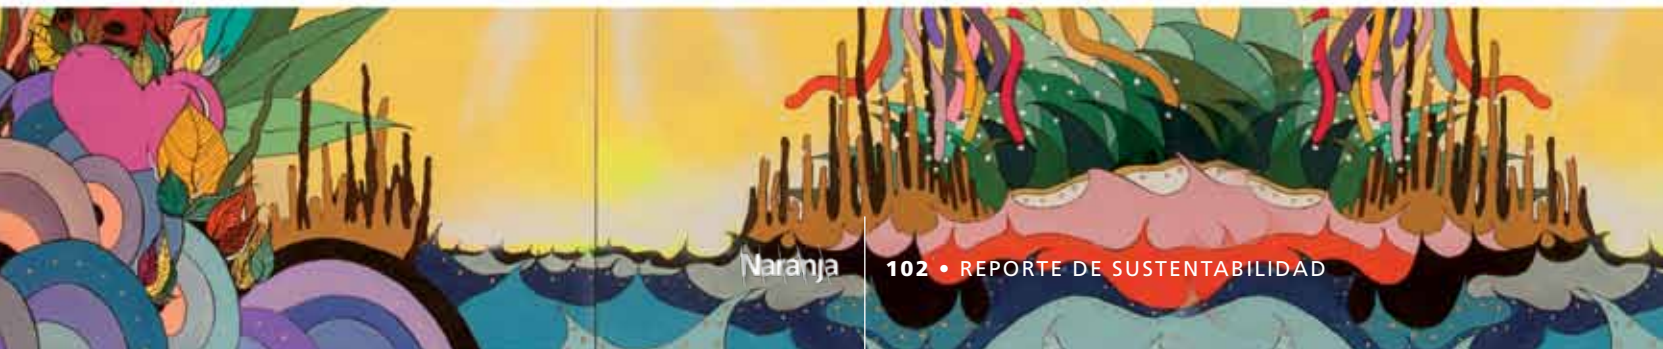 Naranja
102 • REPORTE DE SUSTENTABILIDAD